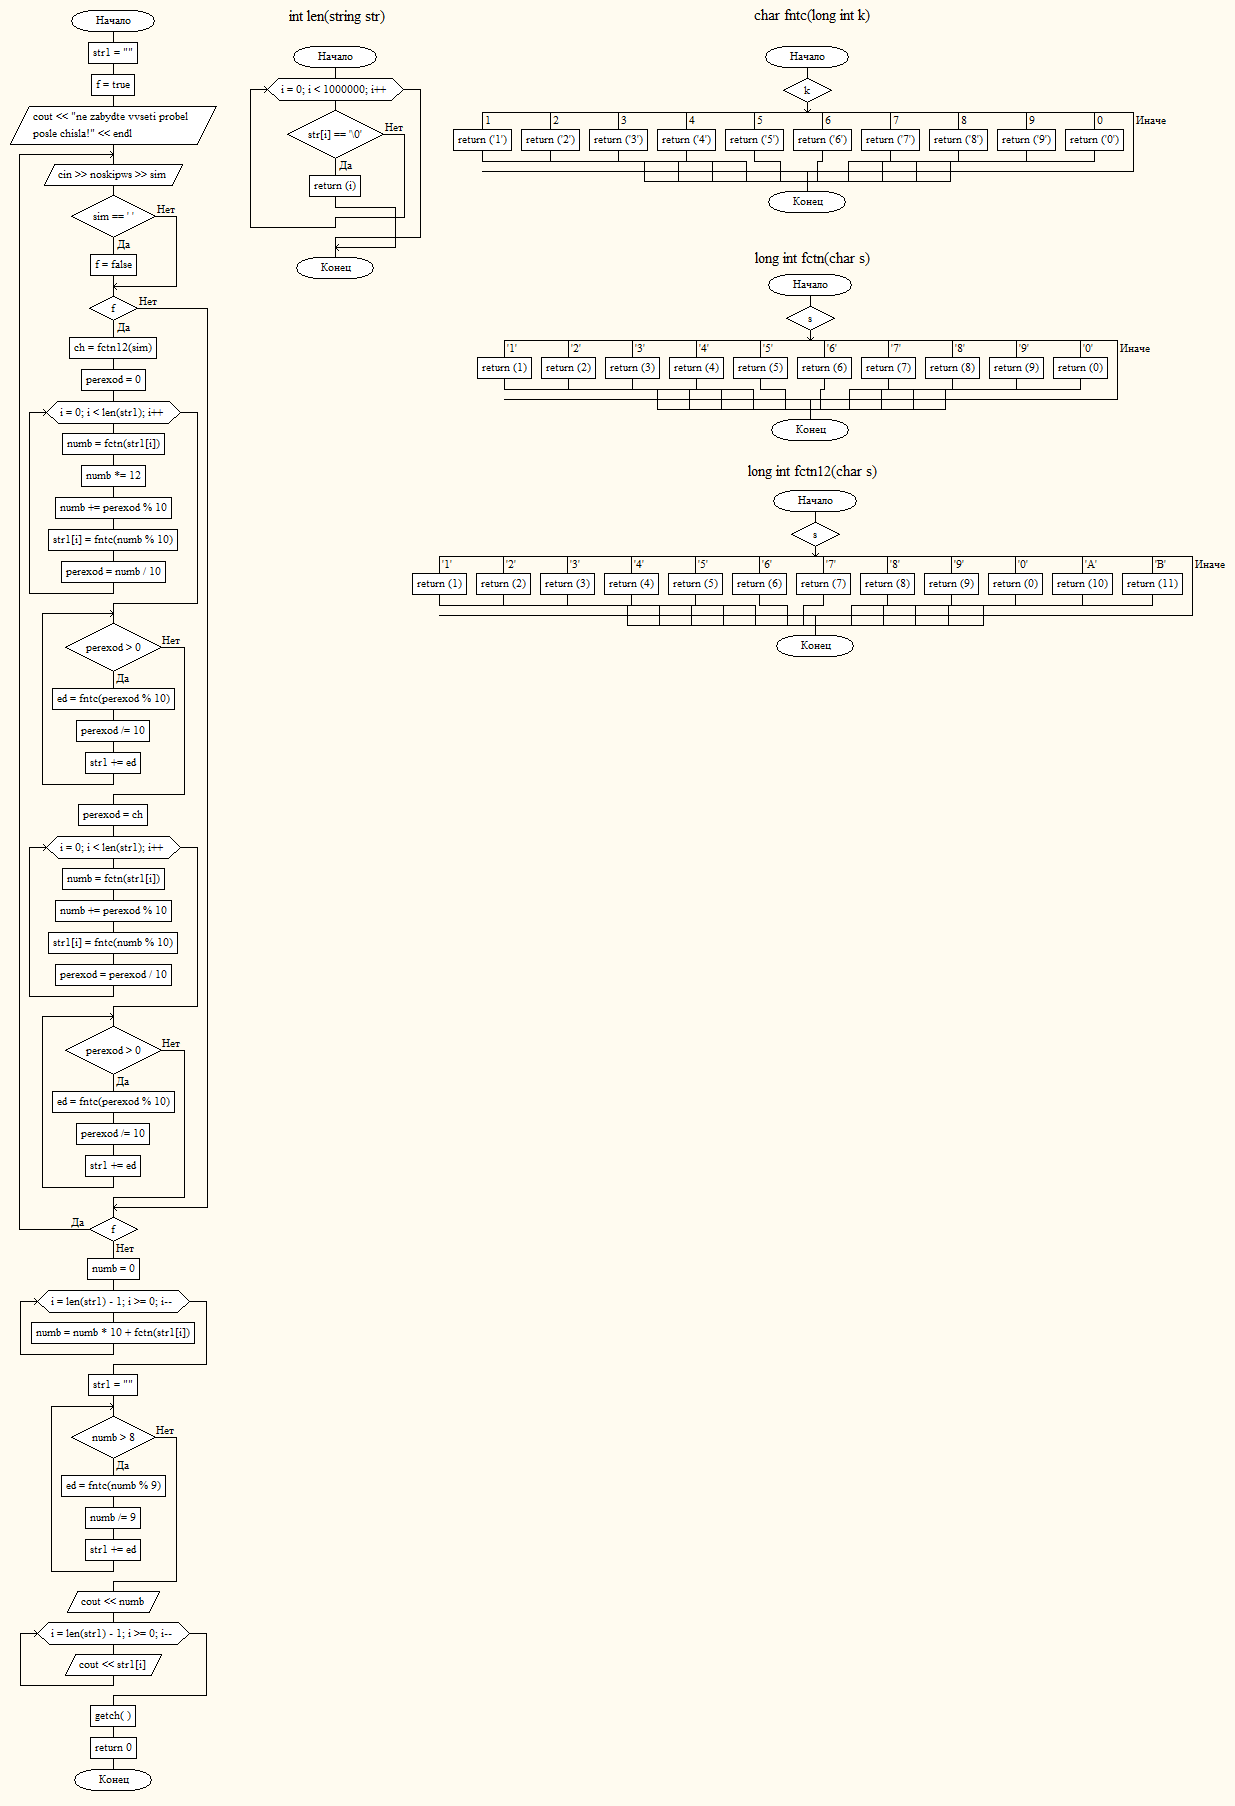 Начало
str1 = ""
f = true
cout << "ne zabydte vvseti probel
posle chisla!" << endl
cin >> noskipws >> sim
sim == ' '
Нет
Да
f = false
f
Нет
Да
ch = fctn12(sim)
perexod = 0
i = 0; i < len(str1); i++
numb = fctn(str1[i])
numb *= 12
numb += perexod % 10
str1[i] = fntc(numb % 10)
perexod = numb / 10
perexod > 0
Нет
Да
ed = fntc(perexod % 10)
perexod /= 10
str1 += ed
perexod = ch
i = 0; i < len(str1); i++
numb = fctn(str1[i])
numb += perexod % 10
str1[i] = fntc(numb % 10)
perexod = perexod / 10
perexod > 0
Нет
Да
ed = fntc(perexod % 10)
perexod /= 10
str1 += ed
Да
f
Нет
numb = 0
i = len(str1) - 1; i >= 0; i--
numb = numb * 10 + fctn(str1[i])
str1 = ""
numb > 8
Нет
Да
ed = fntc(numb % 9)
numb /= 9
str1 += ed
cout << numb
i = len(str1) - 1; i >= 0; i--
cout << str1[i]
getch( )
return 0
Конец
int len(string str)
Начало
i = 0; i < 1000000; i++
str[i] == '\0'
Нет
Да
return (i)
Конец
char fntc(long int k)
Начало
k
1 2 3 4 5 6 7 8 9 0 Иначе
return ('1') return ('2') return ('3') return ('4') return ('5') return ('6') return ('7') return ('8') return ('9') return ('0')
Конец
long int fctn(char s)
Начало
s
'1' '2' '3' '4' '5' '6' '7' '8' '9' '0' Иначе
return (1) return (2) return (3) return (4) return (5) return (6) return (7) return (8) return (9) return (0)
Конец
long int fctn12(char s)
Начало
s
'1' '2' '3' '4' '5' '6' '7' '8' '9' '0' 'A' 'B' Иначе
return (1) return (2) return (3) return (4) return (5) return (6) return (7) return (8) return (9) return (0) return (10) return (11)
Конец